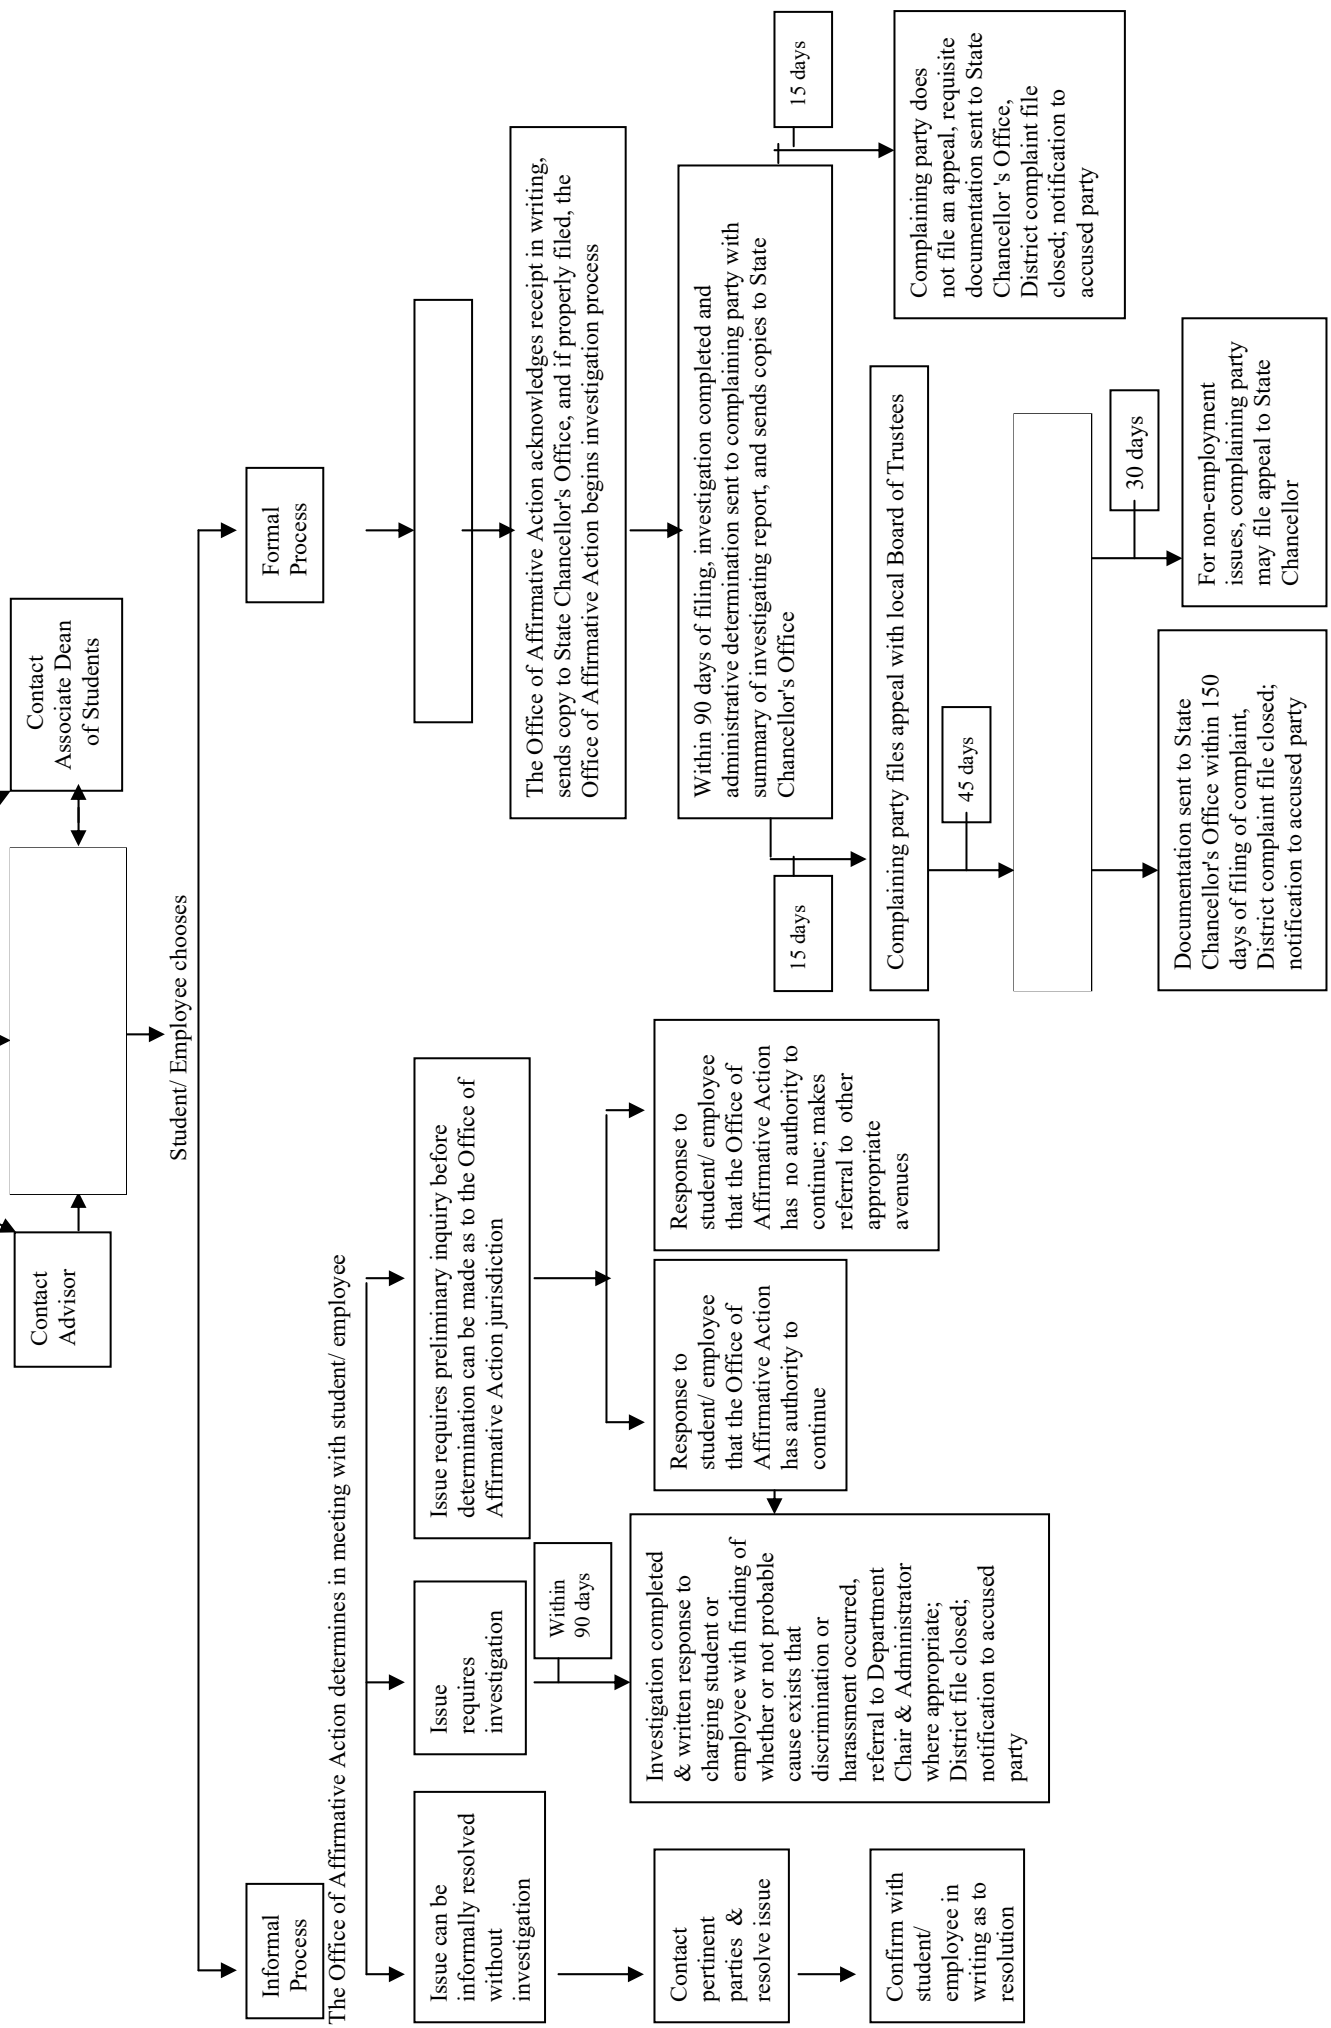 Contact
Advisor
Contact
Associate Dean
of Students
Student/ Employee chooses
Informal
Process
Formal
Process
The Office of Affirmative Action determines in meeting with student/ employee
Issue can be
informally resolved
without
investigation
Issue
requires
investigation
Issue requires preliminary inquiry before
determination can be made as to the Office of
Affirmative Action jurisdiction
Within
90 days
Contact
pertinent
parties &
resolve issue
Confirm with
student/
employee in
writing as to
resolution
Investigation completed
& written response to
charging student or
employee with finding of
whether or not probable
cause exists that
discrimination or
harassment occurred,
referral to Department
Chair & Administrator
where appropriate;
District file closed;
notification to accused
party
Response to
student/ employee
that the Office of
Affirmative Action
has authority to
continue
Response to
student/ employee
that the Office of
Affirmative Action
has no authority to
continue; makes
referral to other
appropriate
avenues
The Office of Affirmative Action acknowledges receipt in writing,
sends copy to State Chancellor's Office, and if properly filed, the
Office of Affirmative Action begins investigation process
Within 90 days of filing, investigation completed and
administrative determination sent to complaining party with
summary of investigating report, and sends copies to State
Chancellor's Office
15 days
15 days
Complaining party files appeal with local Board of Trustees
Complaining party does
not file an appeal, requisite
documentation sent to State
Chancellor 's Office,
District complaint file
closed; notification to
accused party
45 days
30 days
Documentation sent to State
Chancellor's Office within 150
days of filing of complaint,
District complaint file closed;
notification to accused party
For non-employment
issues, complaining party
may file appeal to State
Chancellor